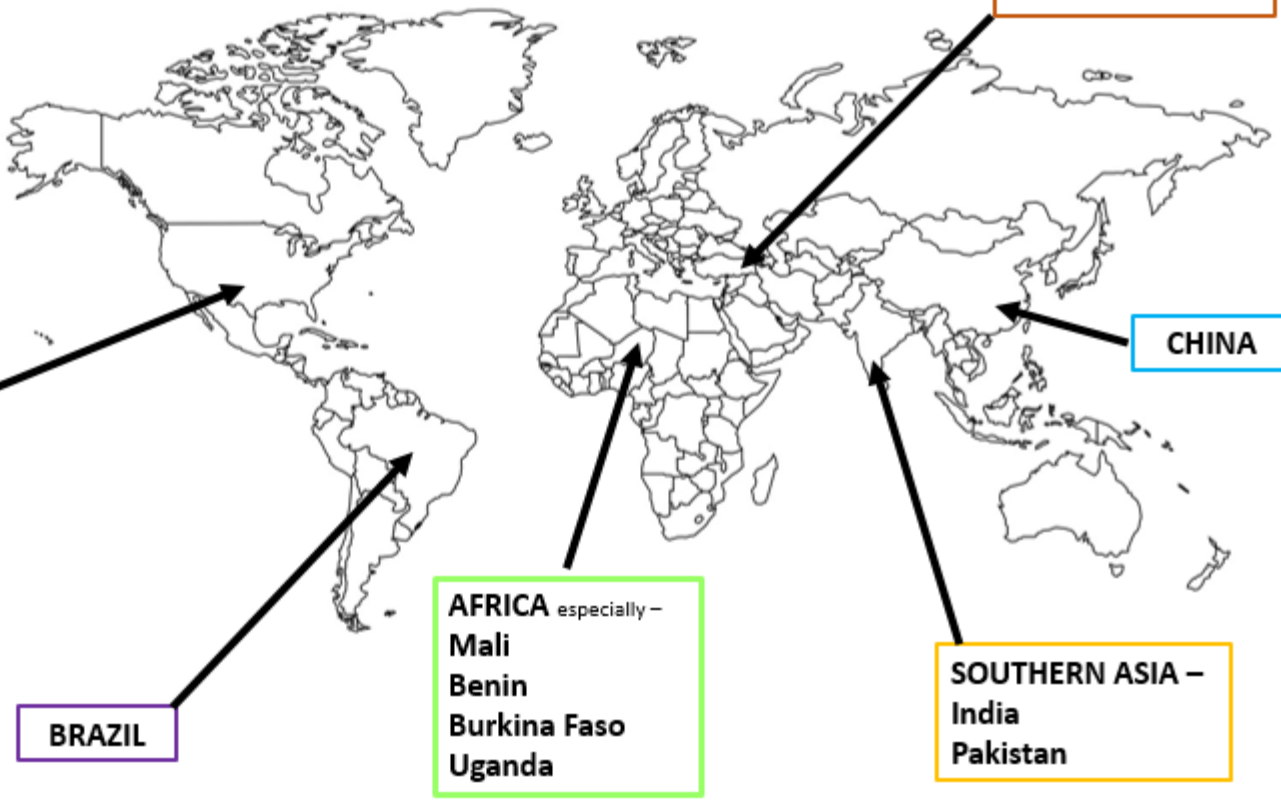 CHINA
AFRICA especially –
Mali
Benin
Burkina Faso
Uganda
SOUTHERN ASIA –
India
Pakistan
BRAZIL